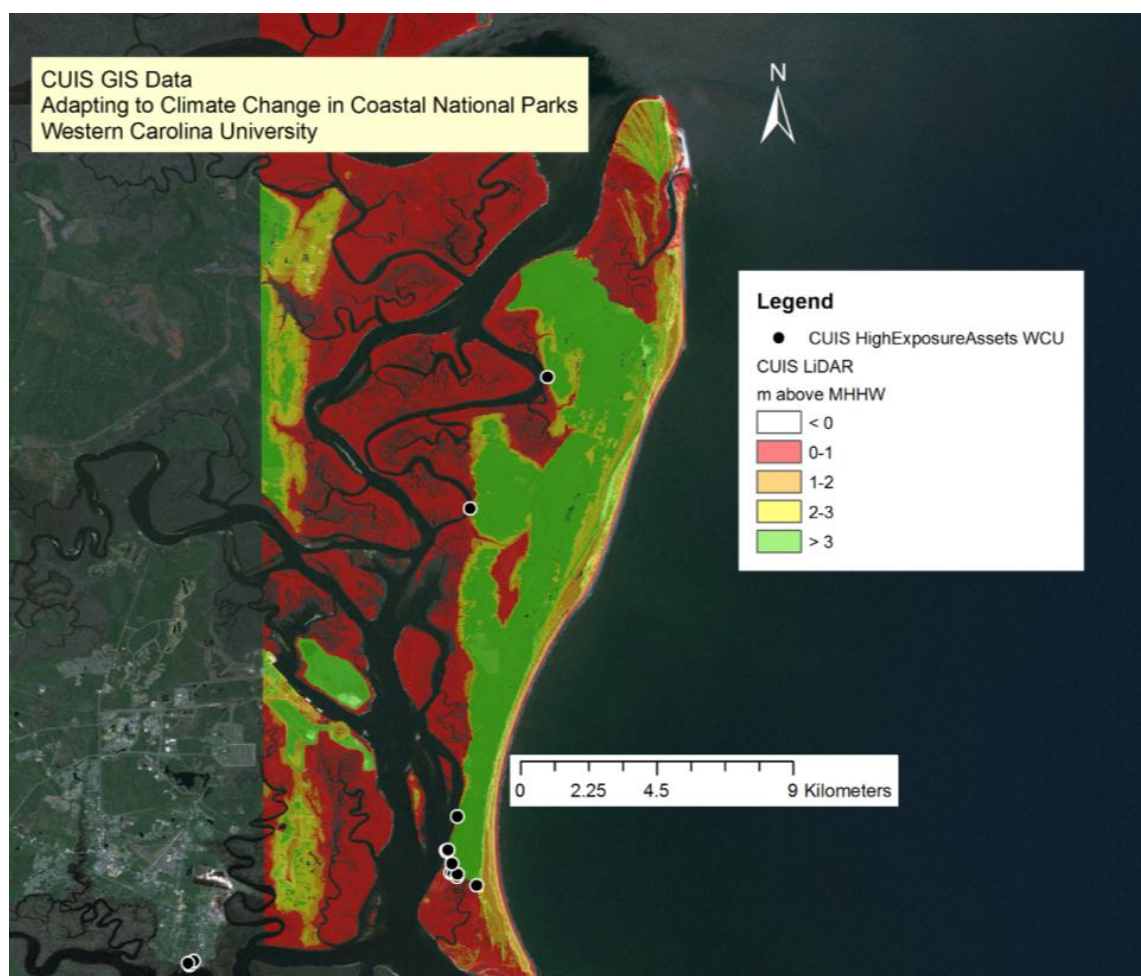 CUIS GIS Data
Adapting to Climate Change in Coastal National Parks
Western Carolina University
N
Legend
CUIS HighExposureAssets WCU
CUIS LiDAR
m above MHHW
< 0
0-1
1-2
2-3
> 3
0 2.25 4.5 9 Kilometers